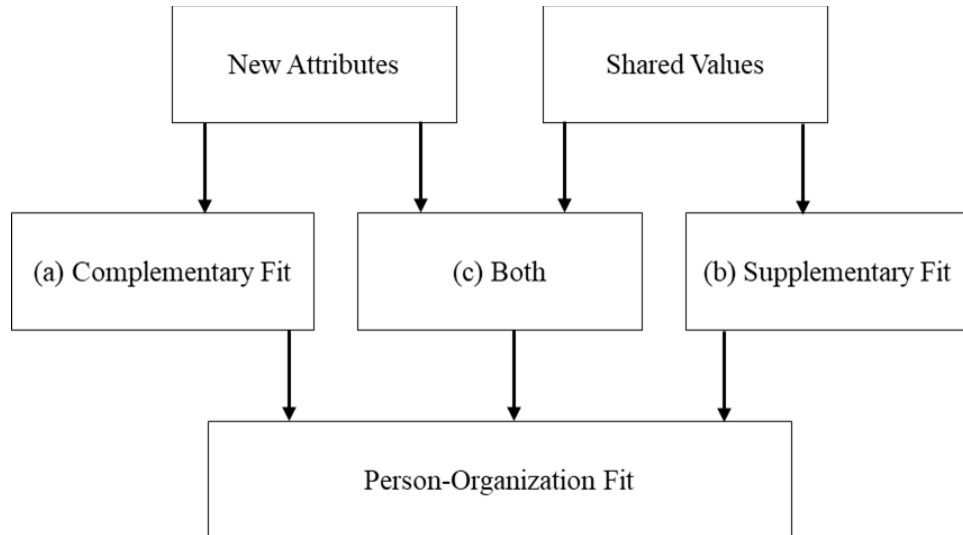 New Attributes
Shared Values
(a) Complementary Fit
(c) Both
(b) Supplementary Fit
Person-Organization Fit